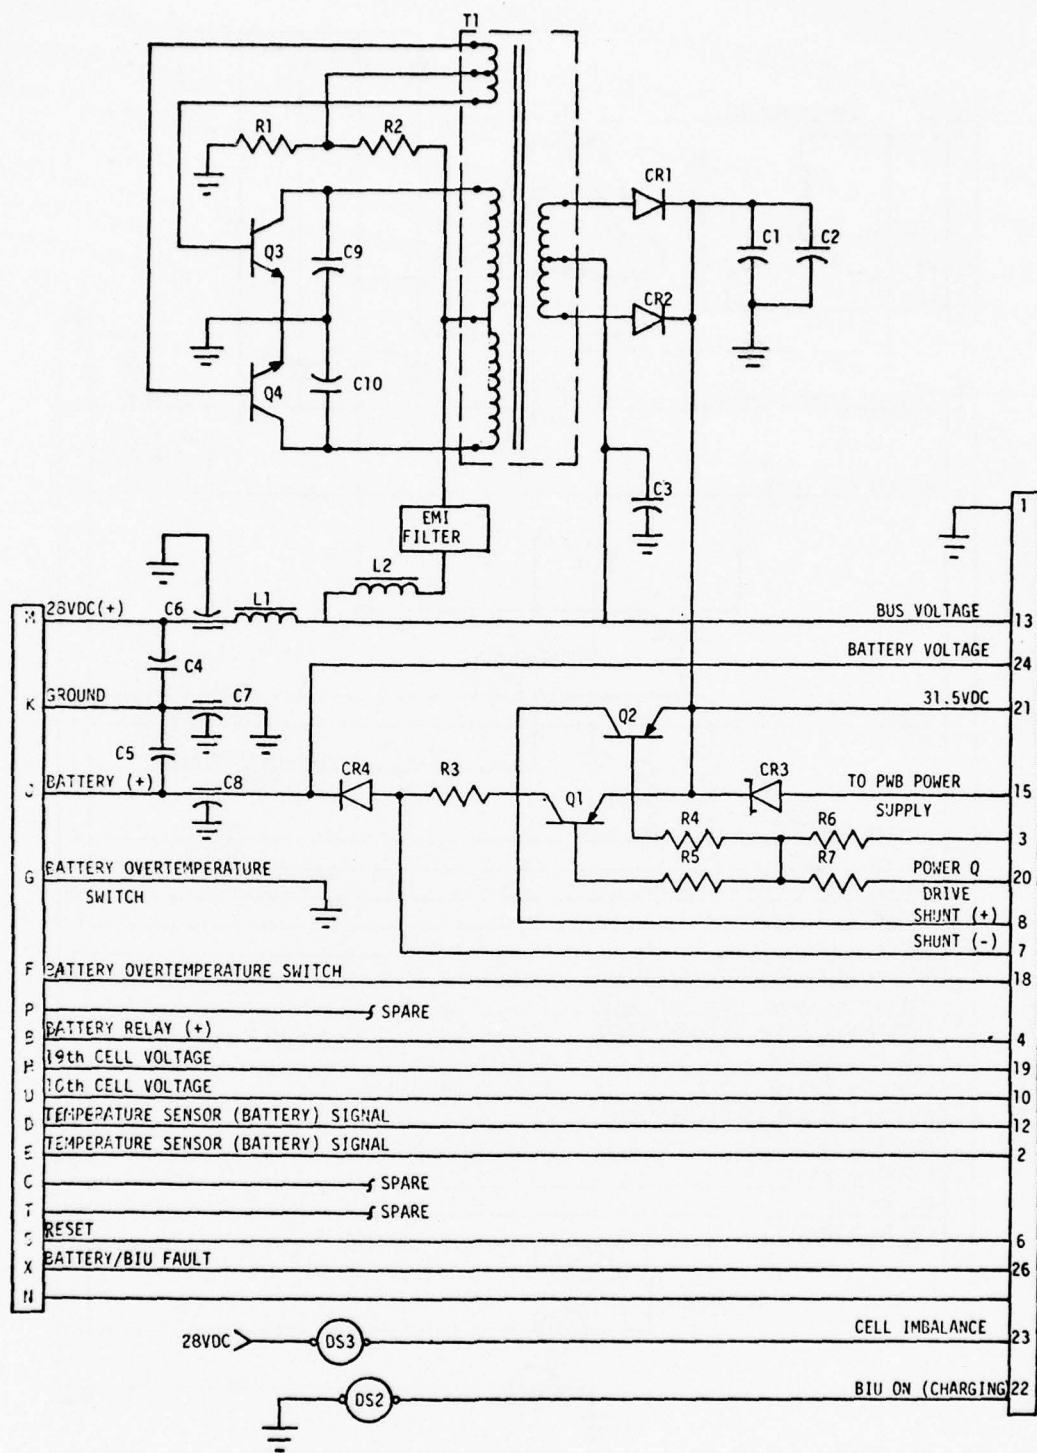 T1
R1
R2
CR1
Q3
C9
C1
C2
CR2
Q4
C10
C3
1
EMI
FILTER
L2
M 28VDC(+)
C6
L1
BUS VOLTAGE
13
C4
BATTERY VOLTAGE
24
K GROUND
C7
Q2
31.5VDC
21
C5
J BATTERY (+)
C8
CR4
R3
Q1
CR3
TO PWB POWER
15
SUPPLY
R4
R6
3
R5
R7
G BATTERY OVERTEMPERATURE
SWITCH
POWER Q
20
DRIVE
SHUNT (+)
8
SHUNT (-)
7
F BATTERY OVERTEMPERATURE SWITCH
18
P
SPARE
B BATTERY RELAY (+)
4
H 19th CELL VOLTAGE
19
U 10th CELL VOLTAGE
10
D TEMPERATURE SENSOR (BATTERY) SIGNAL
12
E TEMPERATURE SENSOR (BATTERY) SIGNAL
2
C
SPARE
T
SPARE
S RESET
6
X BATTERY/BIU FAULT
26
N
28VDC
DS3
CELL IMBALANCE
23
DS2
BIU ON (CHARGING)
22